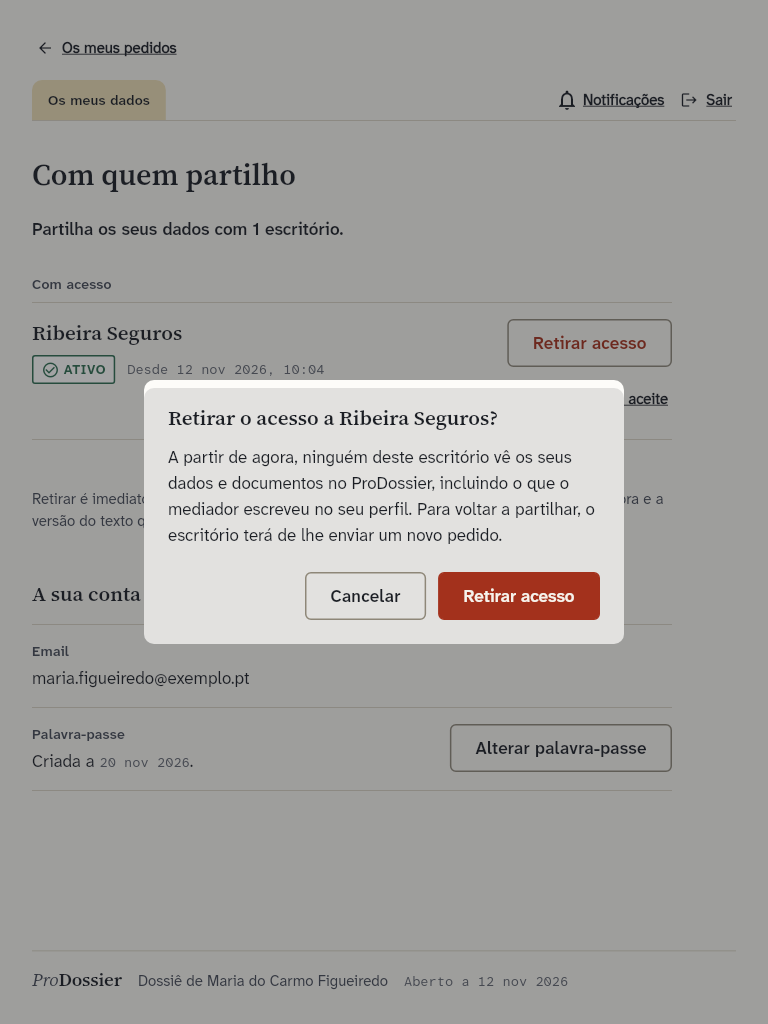 Os meus pedidos
Os meus dados
Notificações
Sair
Com quem partilho
Partilha os seus dados com 1 escritório.
Com acesso
Ribeira Seguros
Retirar acesso
ATIVO
Desde 12 nov 2026, 10:04
aceite
Retirar o acesso a Ribeira Seguros?
A partir de agora, ninguém deste escritório vê os seus
dados e documentos no ProDossier, incluindo o que o
mediador escreveu no seu perfil. Para voltar a partilhar, o
escritório terá de lhe enviar um novo pedido.
Cancelar
Retirar acesso
Retirar é imediato
e a
versão do texto
A sua conta
Email
maria.figueiredo@exemplo.pt
Palavra-passe
Criada a 20 nov 2026.
Alterar palavra-passe
ProDossier
Dossiê de Maria do Carmo Figueiredo
Aberto a 12 nov 2026